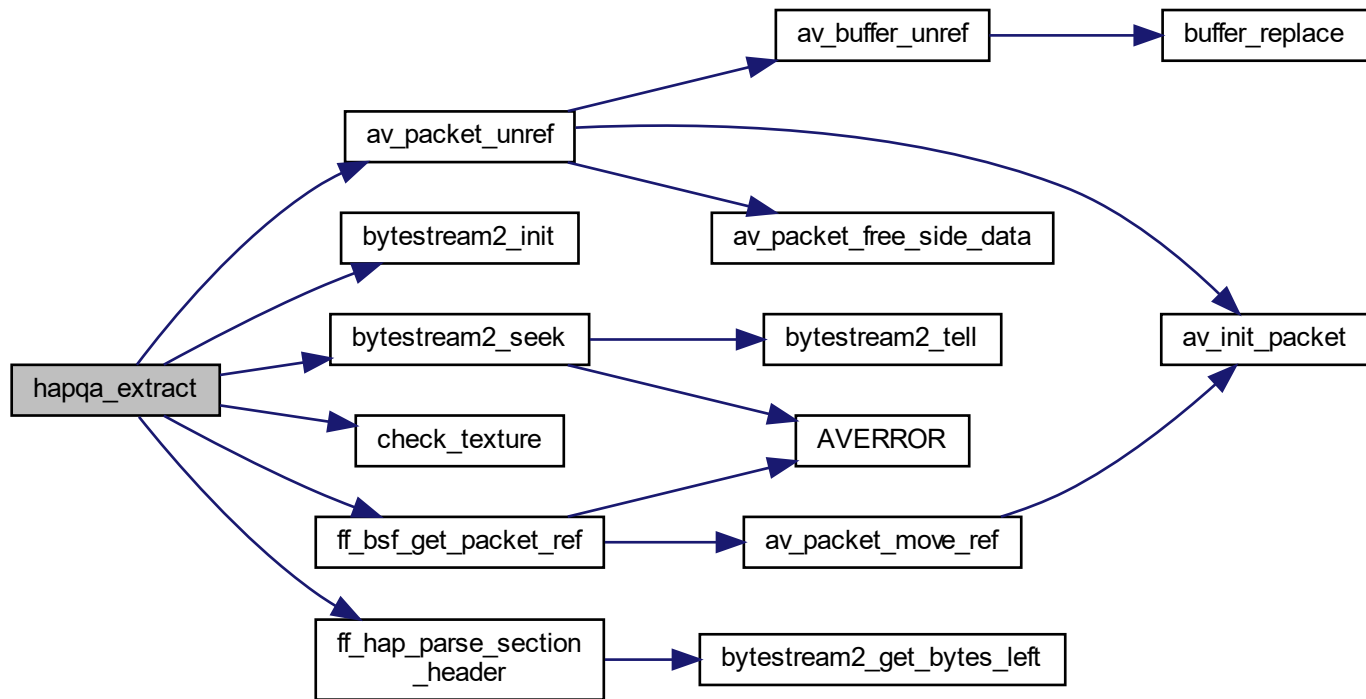 av_buffer_unref
buffer_replace
av_packet_unref
bytestream2_init
av_packet_free_side_data
bytestream2_seek
bytestream2_tell
av_init_packet
hapqa_extract
check_texture
AVERROR
ff_bsf_get_packet_ref
av_packet_move_ref
ff_hap_parse_section
_header
bytestream2_get_bytes_left